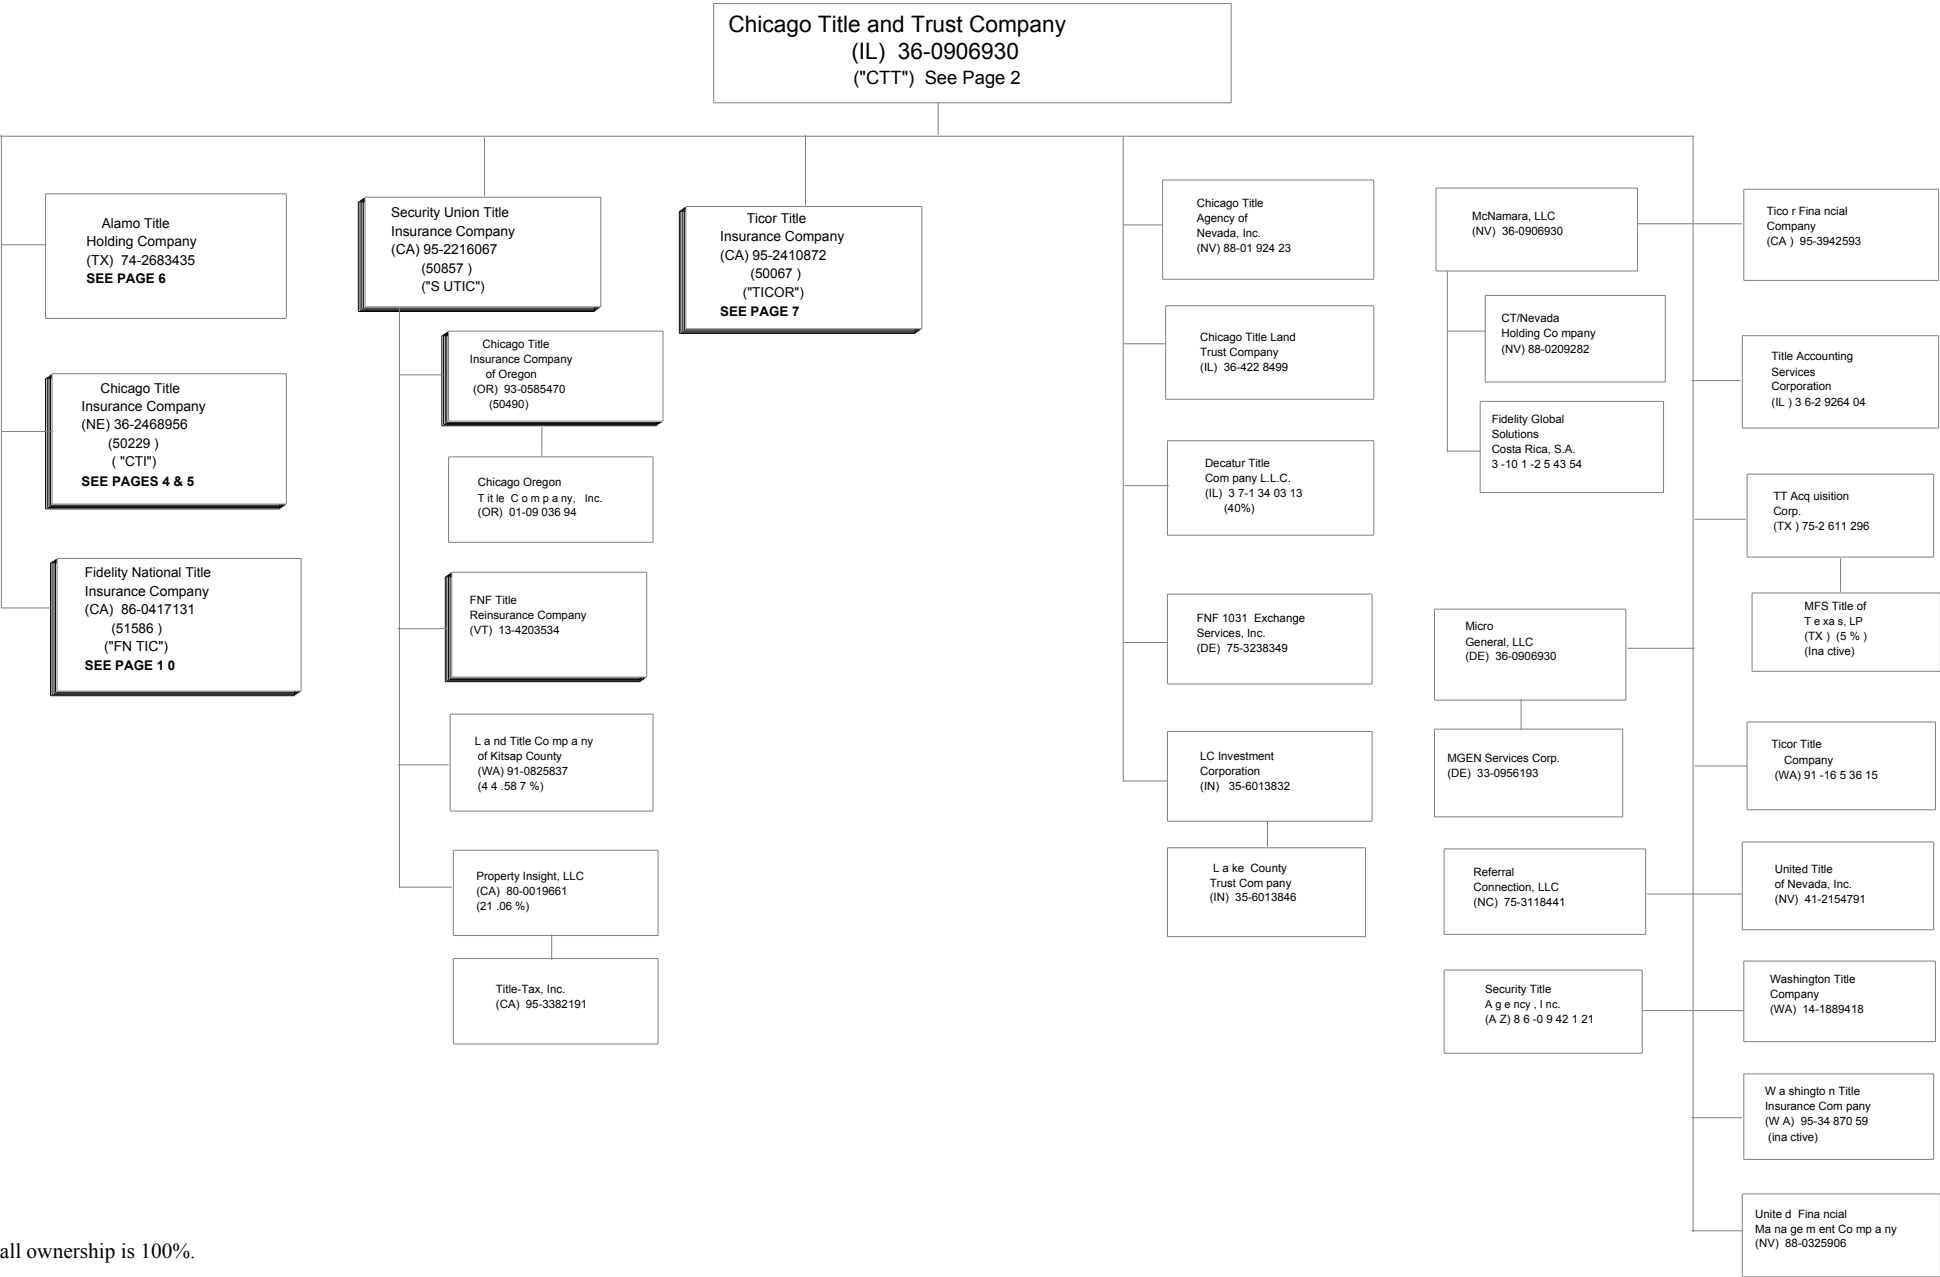 Chicago Title and Trust Company
(IL) 36-0906930
("CTT") See Page 2
Alamo Title
Holding Company
(TX) 74-2683435
SEE PAGE 6
Chicago Title
Insurance Company
(NE) 36-2468956
(50229 )
( "CTI")
SEE PAGES 4 & 5
Fidelity National Title
Insurance Company
(CA) 86-0417131
(51586 )
("FN TIC")
SEE PAGE 1 0
Security Union Title
Insurance Company
(CA) 95-2216067
(50857 )
("S UTIC")
Chicago Title
Insurance Company
of Oregon
(OR) 93-0585470
(50490)
Chicago Oregon
T it le C o m p a ny, Inc.
(OR) 01-09 036 94
FNF Title
Reinsurance Company
(VT) 13-4203534
L a nd Title Co mp a ny
of Kitsap County
(WA) 91-0825837
(4 4 .58 7 %)
Property Insight, LLC
(CA) 80-0019661
(21 .06 %)
Title-Tax, Inc.
(CA) 95-3382191
Ticor Title
Insurance Company
(CA) 95-2410872
(50067 )
("TICOR")
SEE PAGE 7
Chicago Title
Agency of
Nevada, Inc.
(NV) 88-01 924 23
Chicago Title Land
Trust Company
(IL) 36-422 8499
Decatur Title
Com pany L.L.C.
(IL) 3 7-1 34 03 13
(40%)
FNF 1031 Exchange
Services, Inc.
(DE) 75-3238349
LC Investment
Corporation
(IN) 35-6013832
L a ke County
Trust Com pany
(IN) 35-6013846
McNamara, LLC
(NV) 36-0906930
CT/Nevada
Holding Co mpany
(NV) 88-0209282
Fidelity Global
Solutions
Costa Rica, S.A.
3 -10 1 -2 5 43 54
Micro
General, LLC
(DE) 36-0906930
MGEN Services Corp.
(DE) 33-0956193
Referral
Connection, LLC
(NC) 75-3118441
Security Title
A g e ncy , I nc.
(A Z) 8 6 -0 9 42 1 21
Tico r Fina ncial
Company
(CA ) 95-3942593
Title Accounting
Services
Corporation
(IL ) 3 6-2 9264 04
TT Acq uisition
Corp.
(TX ) 75-2 611 296
MFS Title of
T e xa s, LP
(TX ) (5 % )
(Ina ctive)
Ticor Title
Company
(WA) 91 -16 5 36 15
United Title
of Nevada, Inc.
(NV) 41-2154791
Washington Title
Company
(WA) 14-1889418
W a shingto n Title
Insurance Com pany
(W A) 95-34 870 59
(ina ctive)
Unite d Fina ncial
Ma na ge m ent Co mp a ny
(NV) 88-0325906
all ownership is 100%.